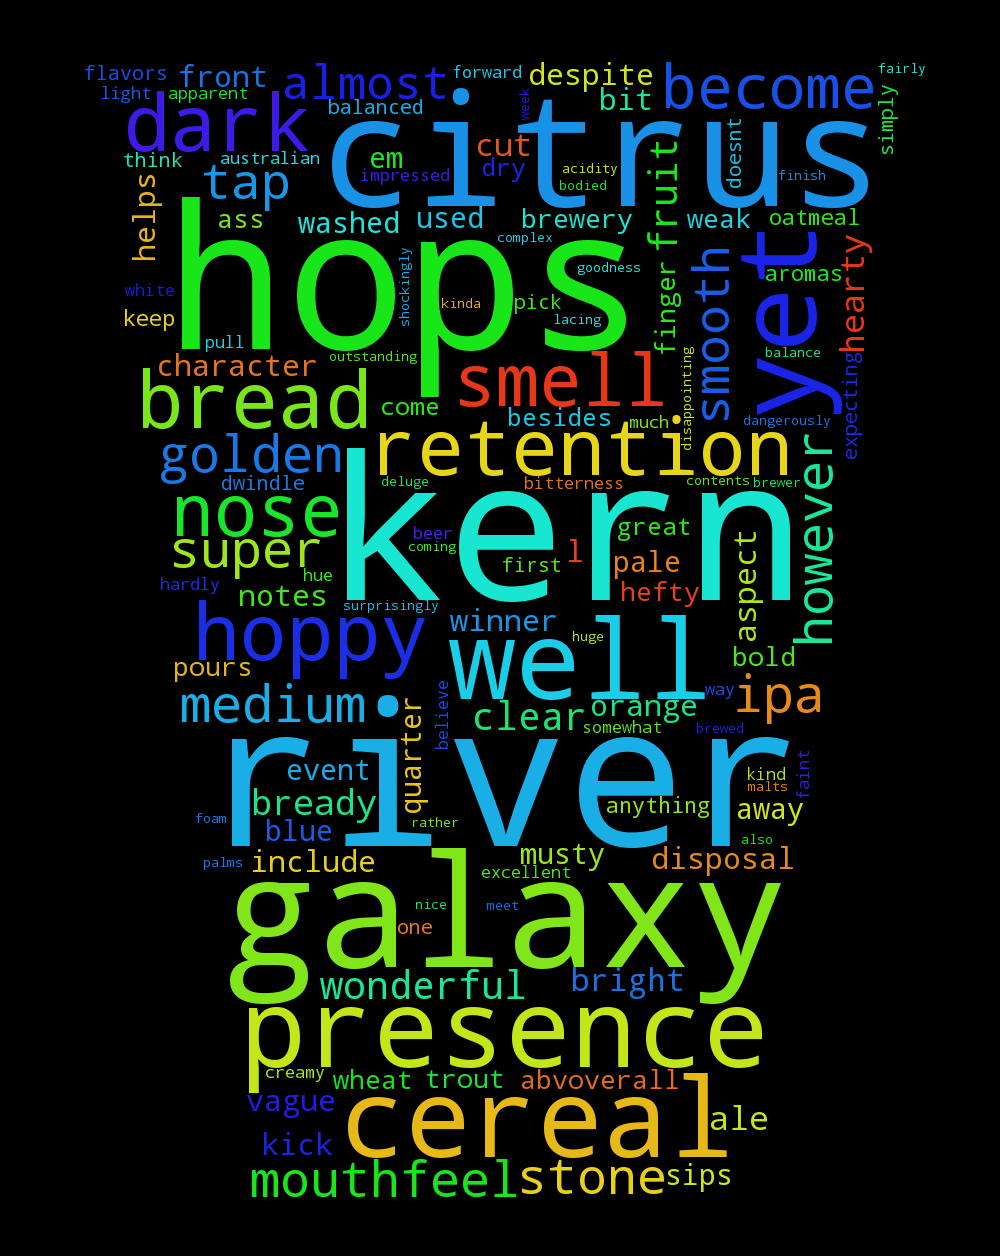 flavors front almost forward despite become fairly
light apparent balanced week bit simply
dark citrus
think australian em cut dry acidity fruit doesnt finish
tap impressed bodied
helps ass washed used brewery weak oatmeal
hops complex yet
white shockingly goodness finger smooth aromas hearty
keep kinda pick lacing
pull outstanding balance
character smell disappointing expecting
bread come besides much dangerously
golden retention however
dwindle deluge bitterness contents brewer
nose kern
super beer coming first l great pale aspect
hardly hue hefty
notes surprisingly
hoppy winner huge bold
pours well
medium believe way ipa
clear orange somewhat brewed
river quarter
event kind faint
bready malts
foam blue rather anything away
also
palms include musty disposal
excellent
galaxy nice meet
one
wonderful bright
presence
creamy wheat trout abvoverall
vague cereal ale
kick
mouthfeel stone sips